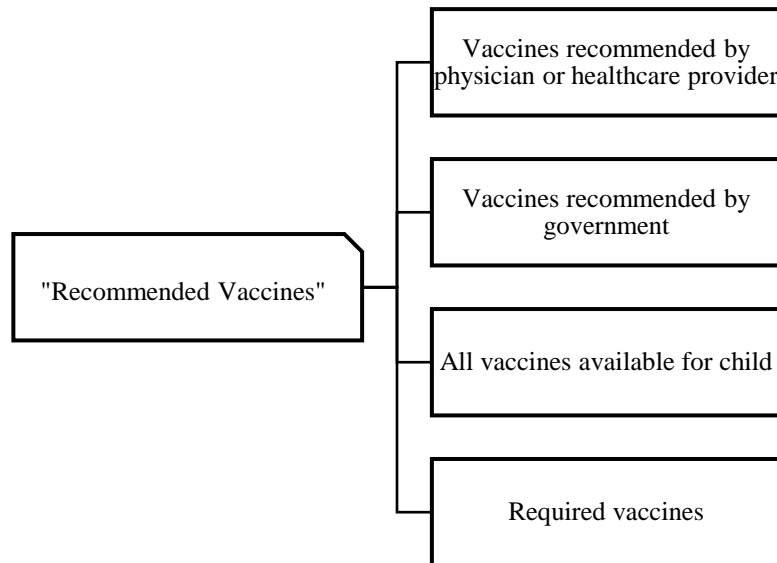 Vaccines recommended by
physician or healthcare provider
Vaccines recommended by
government
"Recommended Vaccines"
All vaccines available for child
Required vaccines